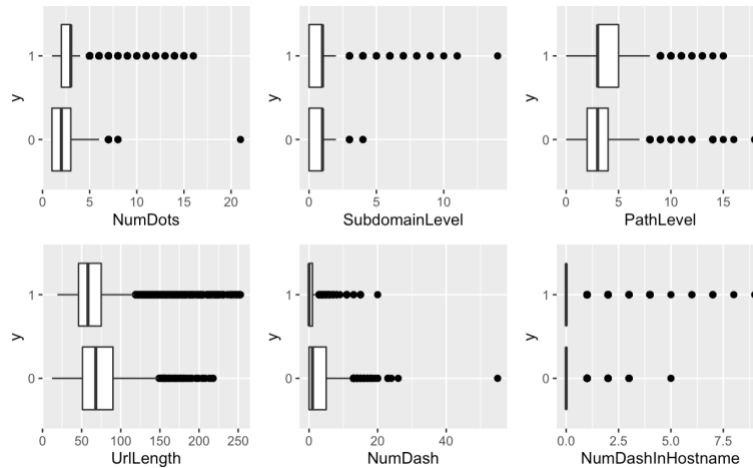 1
y
0
0 5 10 15 20
NumDots
1
y
0
0 5 10
SubdomainLevel
1
y
0
0 5 10 15
PathLevel
1
y
0
0 50 100 150 200 250
UrlLength
1
y
0
0 20 40
NumDash
1
y
0
0.0 2.5 5.0 7.5
NumDashInHostname